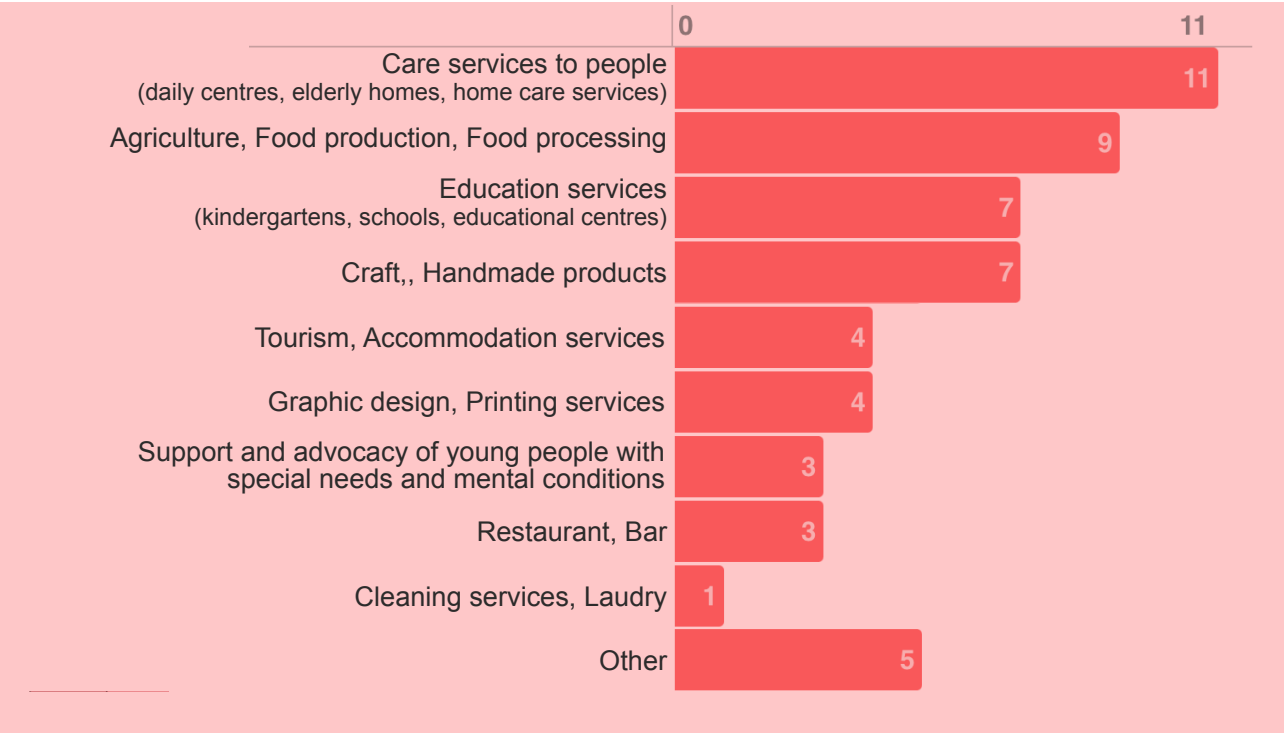 0 11
Care services to people
(daily centres, elderly homes, home care services)
11
Agriculture, Food production, Food processing
9
Education services
(kindergartens, schools, educational centres)
7
Craft,, Handmade products
7
Tourism, Accommodation services
4
Graphic design, Printing services
4
Support and advocacy of young people with
special needs and mental conditions
3
Restaurant, Bar
3
Cleaning services, Laudry
1
Other
5